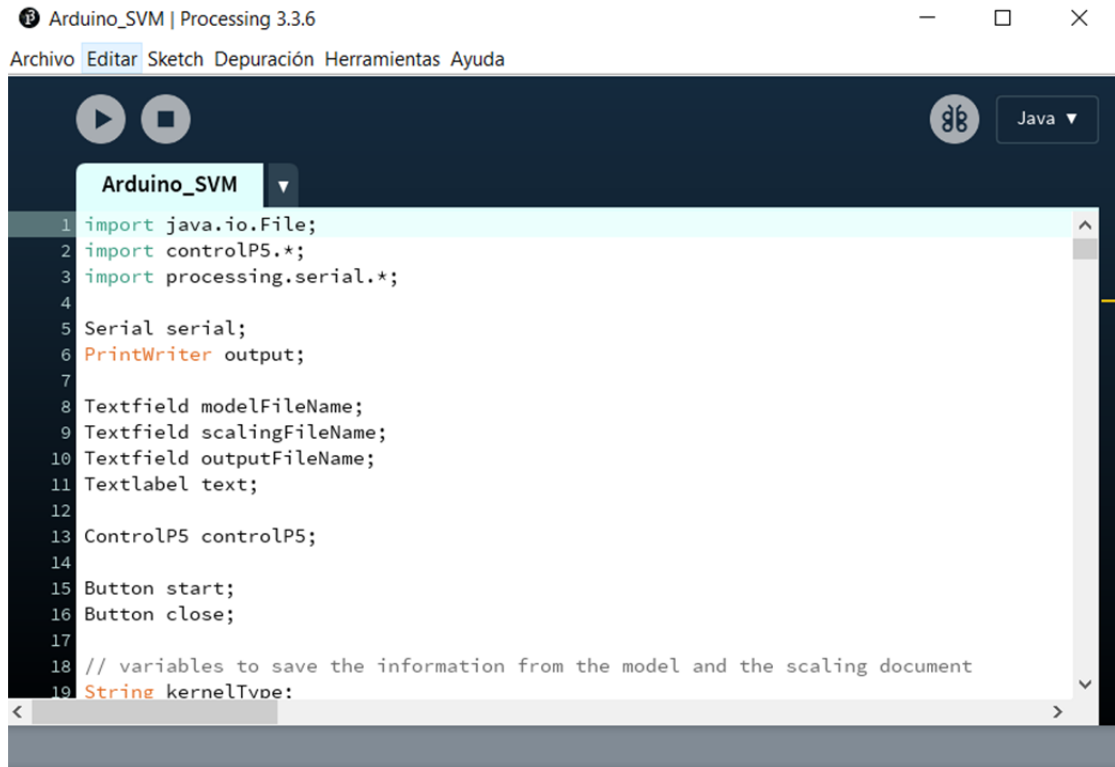 Arduino_SVM | Processing 3.3.6
Archivo Editar Sketch Depuración Herramientas Ayuda
Java ▼
Arduino_SVM ▼
1 import java.io.File;
2 import controlP5.*;
3 import processing.serial.*;
4
5 Serial serial;
6 PrintWriter output;
7
8 Textfield modelFileName;
9 Textfield scalingFileName;
10 Textfield outputFileName;
11 Textlabel text;
12
13 ControlP5 controlP5;
14
15 Button start;
16 Button close;
17
18 // variables to save the information from the model and the scaling document
19 String kernelType;